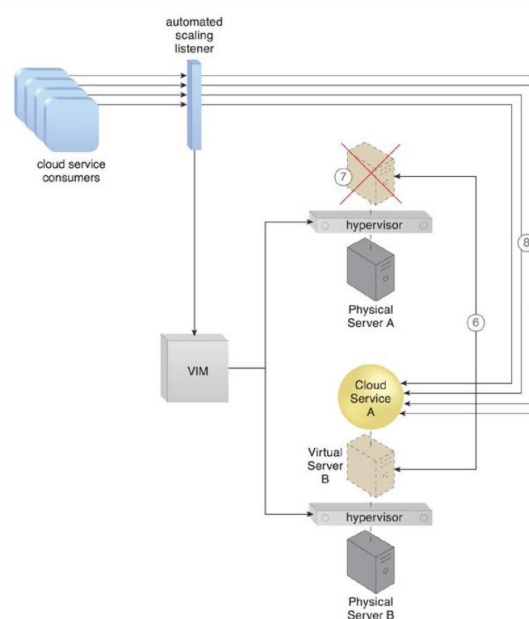 automated
scaling
listener
cloud service
consumers
7
hypervisor
8
Physical
Server A
6
VIM
Cloud
Service
A
Virtual
Server
B
hypervisor
Physical
Server B